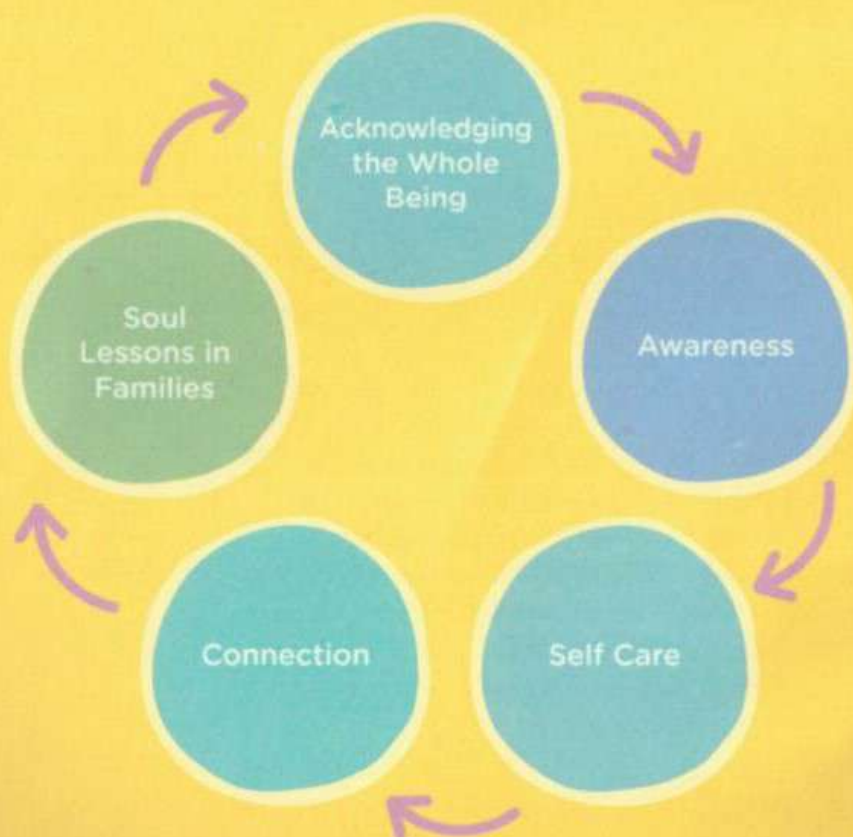 Acknowledging
the Whole
Being
Awareness
Self Care
Connection
Soul
Lessons in
Families